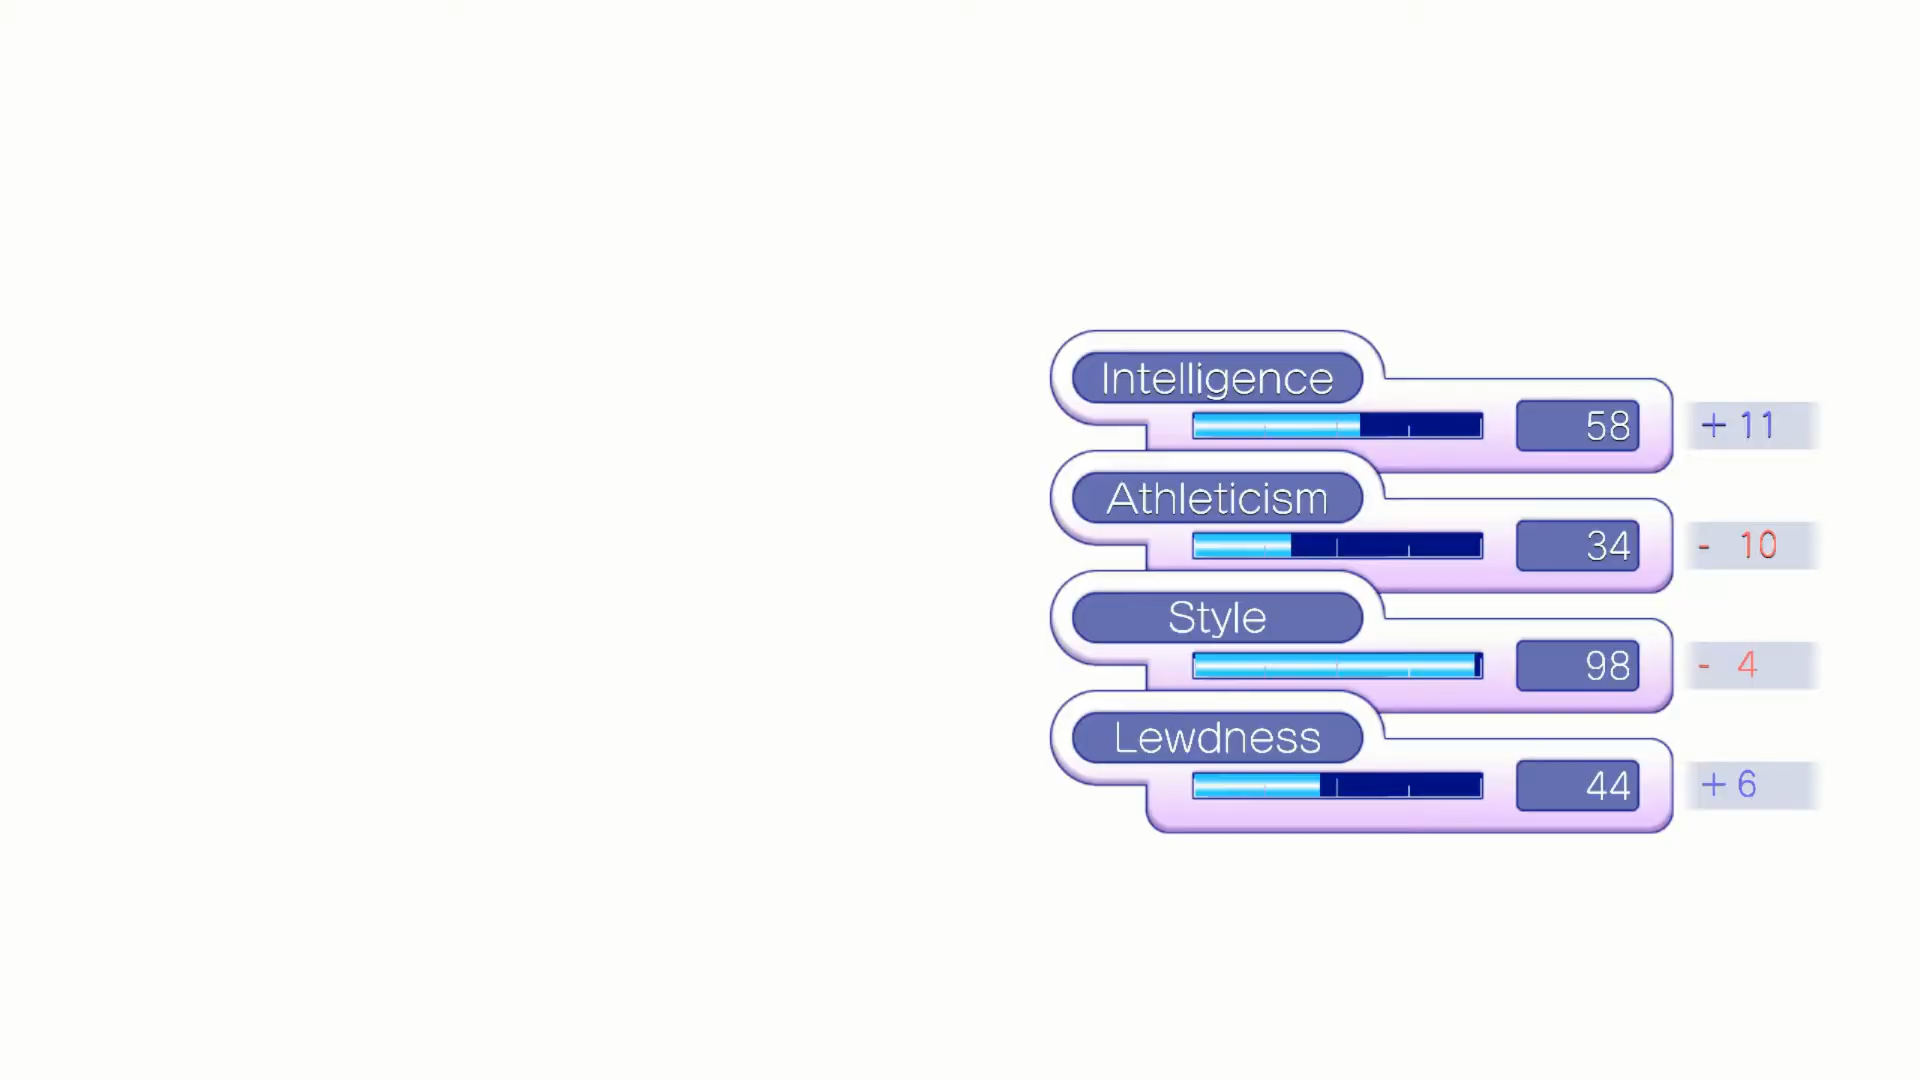 Intelligence
58 + 11
Athleticism
34 - 10
Style
98 - 4
Lewdness
44 + 6